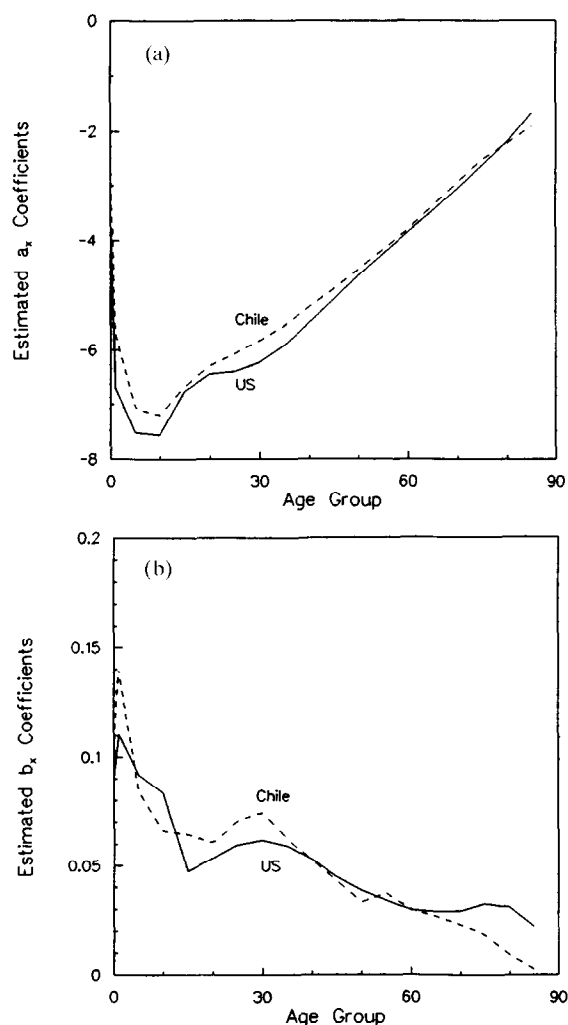 (a)
0
-2
-4
-6
-8
Estimated aₓ Coefficients
Chile
US
0
30
60
90
Age Group
(b)
0.2
0.15
0.1
0.05
0
Estimated bₓ Coefficients
Chile
US
0
30
60
90
Age Group